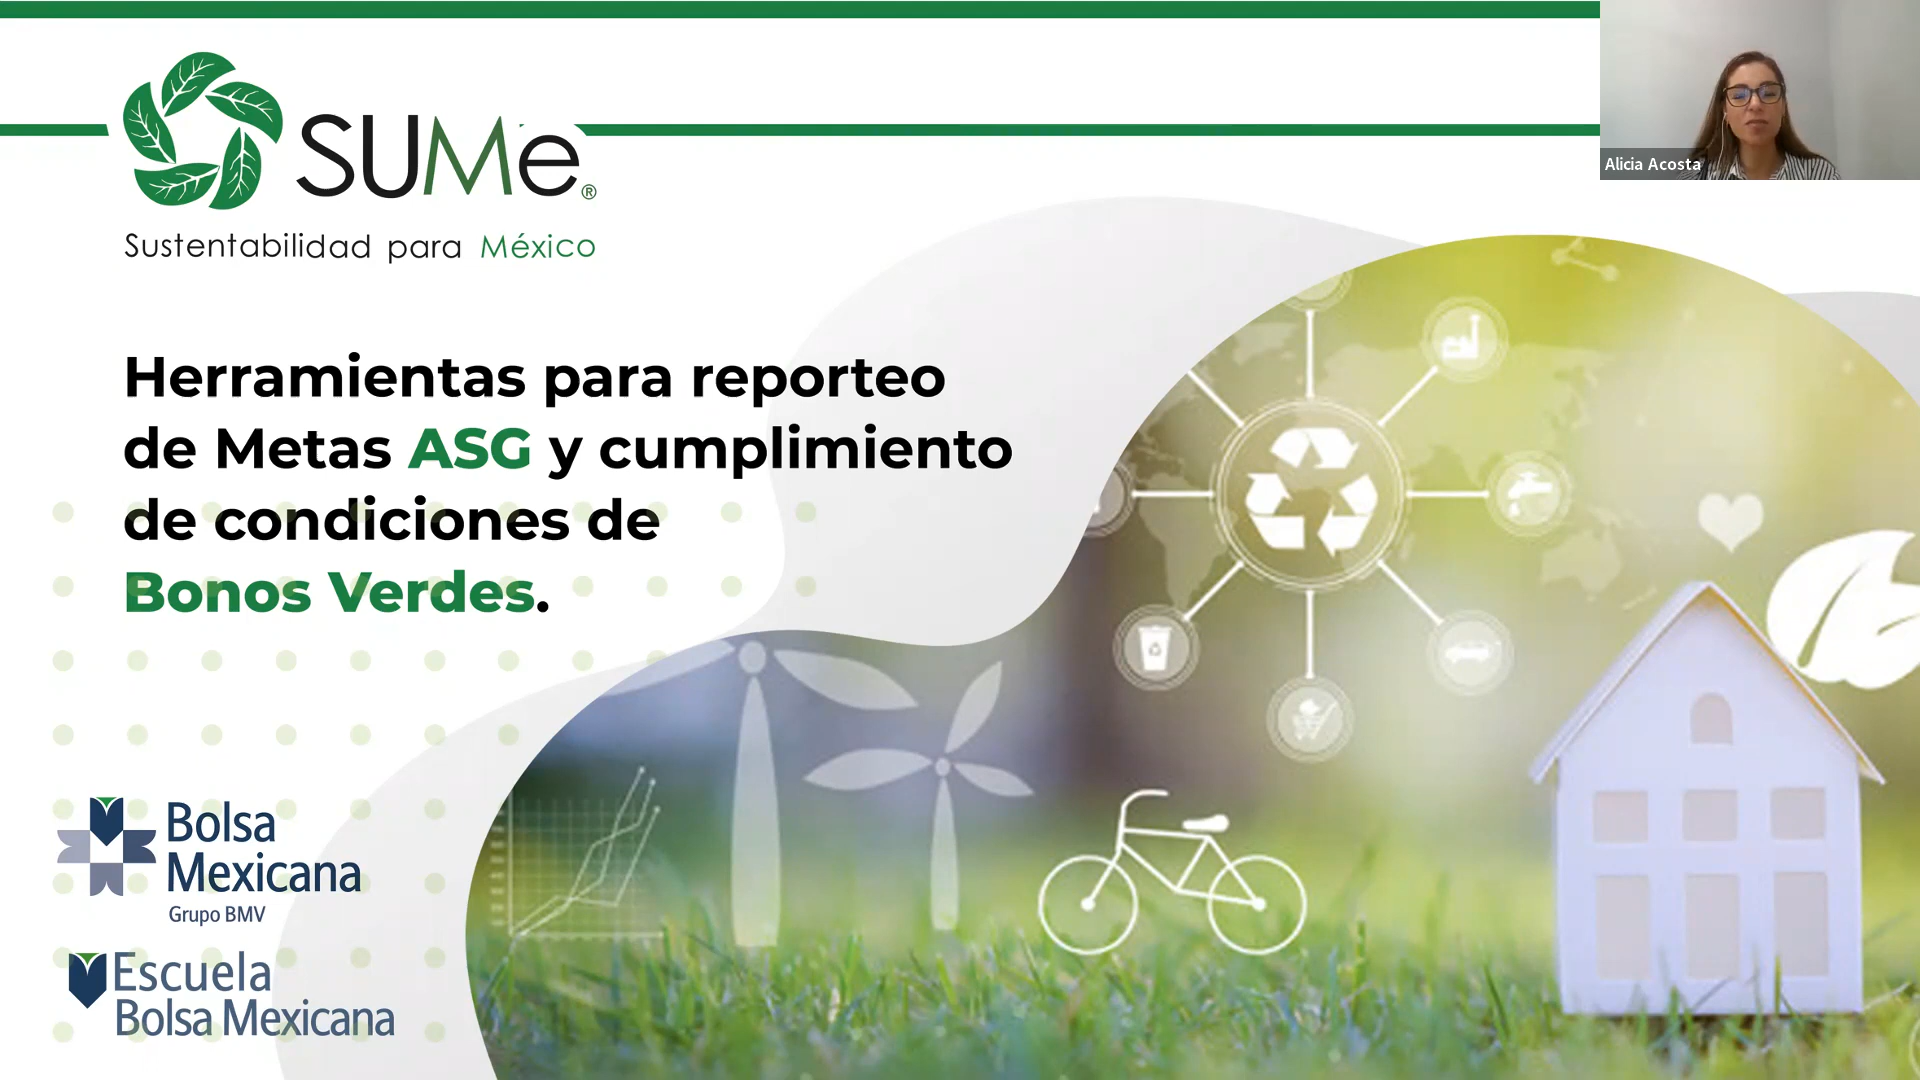 SUMe®
Sustentabilidad para México
Alicia Acosta
Herramientas para reporteo
de Metas ASG y cumplimiento
de condiciones de
Bonos Verdes.
Bolsa
Mexicana
Grupo BMV
Escuela
Bolsa Mexicana